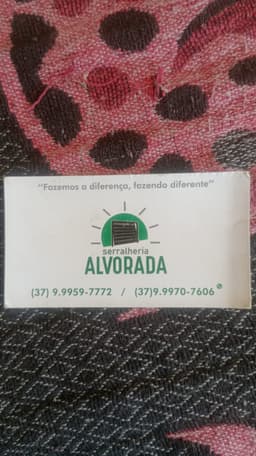 "Fazemos a diferença, fazendo diferente"
serralheria
ALVORADA
(37) 9.9959-7772 / (37)9.9970-7606